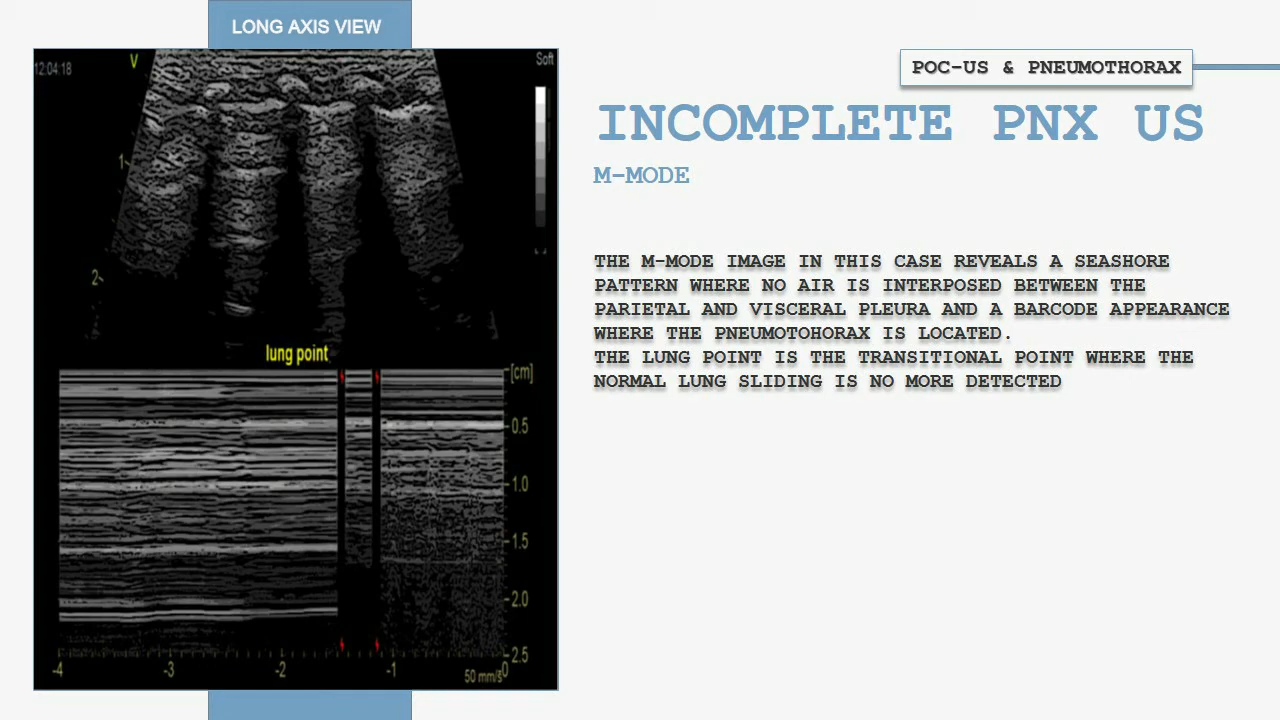 LONG AXIS VIEW
12:04:18
V
Soft
1
2
lung point
[cm]
0.5
1.0
1.5
2.0
2.5
-4
-3
-2
-1
0
50 mm/s
POC-US & PNEUMOTHORAX
INCOMPLETE PNX US
M-MODE
THE M-MODE IMAGE IN THIS CASE REVEALS A SEASHORE
PATTERN WHERE NO AIR IS INTERPOSED BETWEEN THE
PARIETAL AND VISCERAL PLEURA AND A BARCODE APPEARANCE
WHERE THE PNEUMOTOHORAX IS LOCATED.
THE LUNG POINT IS THE TRANSITIONAL POINT WHERE THE
NORMAL LUNG SLIDING IS NO MORE DETECTED